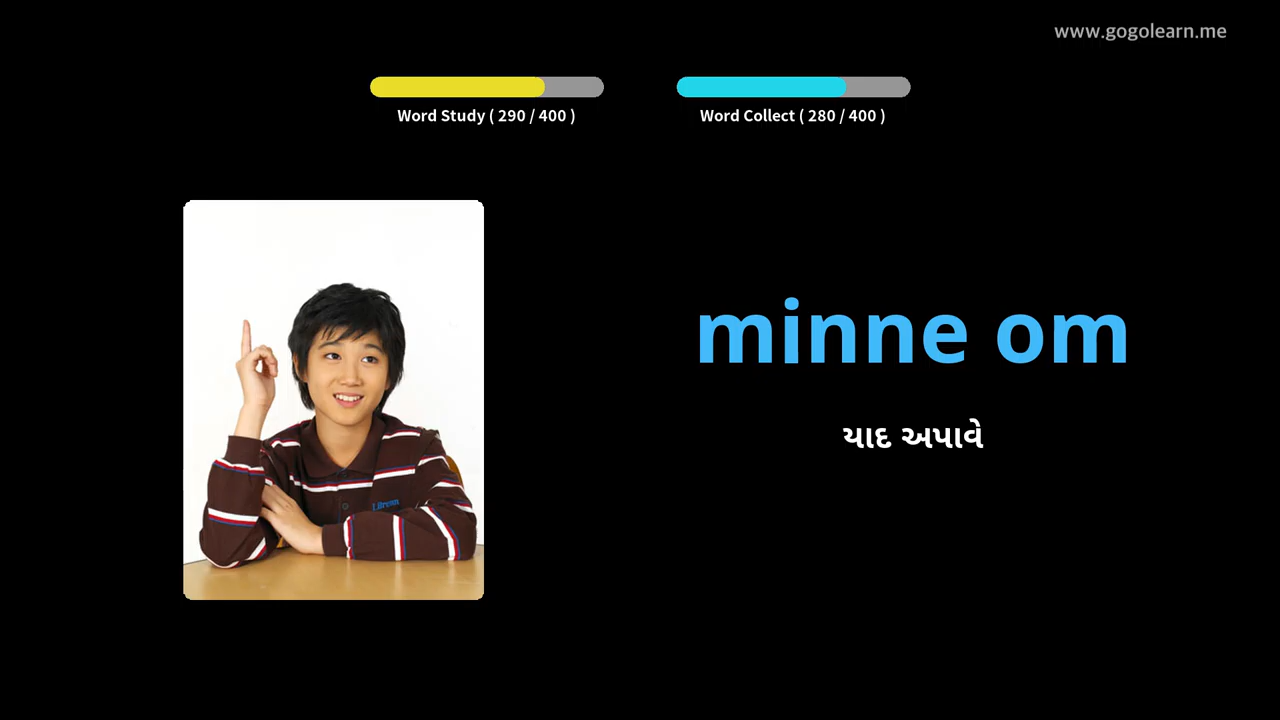 www.gogolearn.me
Word Study ( 290 / 400 )
Word Collect ( 280 / 400 )
minne om
યાદ અપાવે